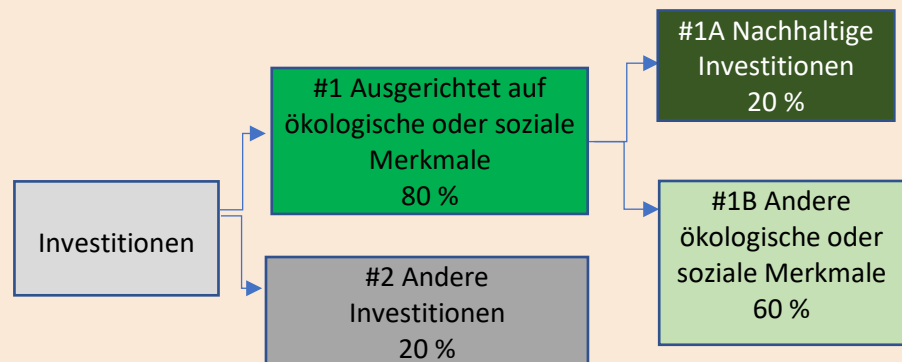 Investitionen
#1 Ausgerichtet auf
ökologische oder soziale
Merkmale
80 %
#2 Andere
Investitionen
20 %
#1A Nachhaltige
Investitionen
20 %
#1B Andere
ökologische oder
soziale Merkmale
60 %